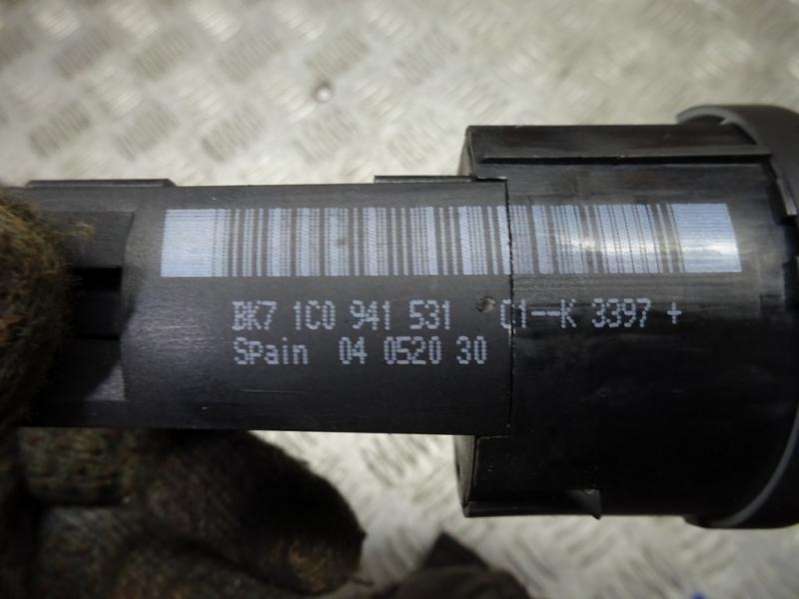 BK7 1C0 941 531 C1--K 3397 +
SPain 04 0520 30